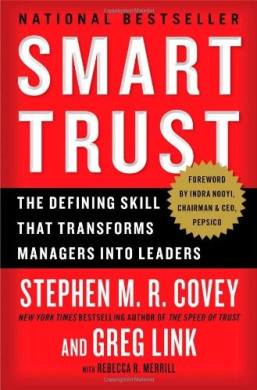 NATIONAL BESTSELLER
SMART
TRUST
FOREWORD
BY INDRA NOOYI,
CHAIRMAN & CEO,
PEPSICO
THE DEFINING SKILL
THAT TRANSFORMS
MANAGERS INTO LEADERS
STEPHEN M. R. COVEY
NEW YORK TIMES BESTSELLING AUTHOR OF THE SPEED OF TRUST
AND GREG LINK
WITH REBECCA R. MERRILL